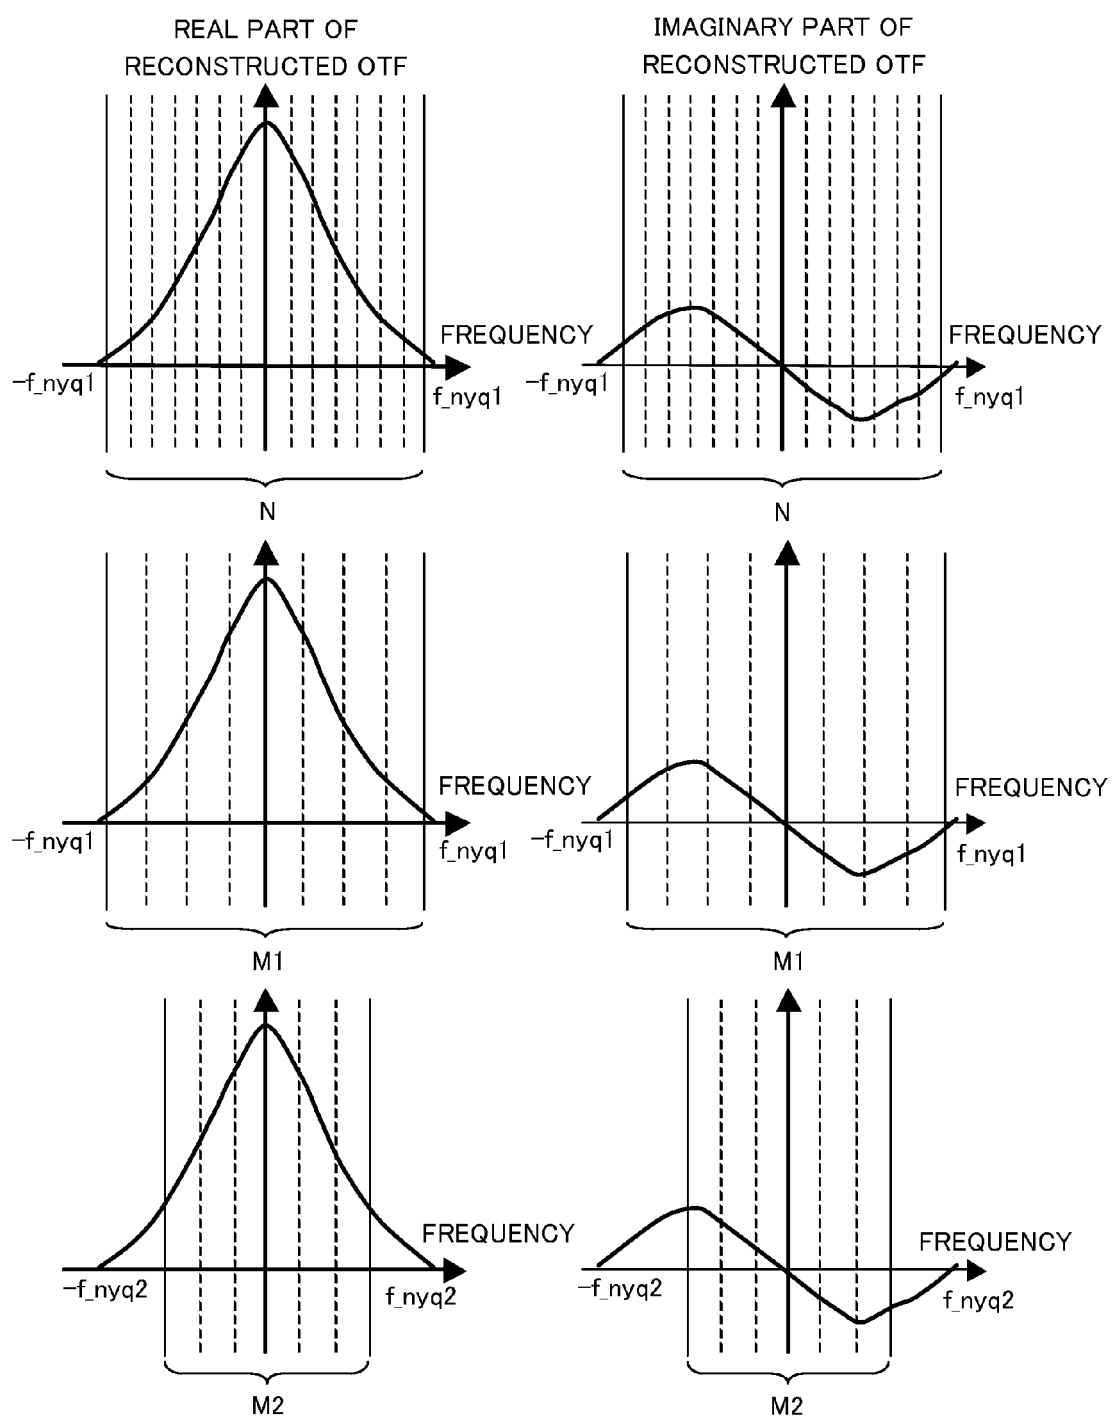 REAL PART OF
RECONSTRUCTED OTF
IMAGINARY PART OF
RECONSTRUCTED OTF
FREQUENCY
−f_nyq1
f_nyq1
N
FREQUENCY
−f_nyq1
f_nyq1
N
FREQUENCY
−f_nyq1
f_nyq1
M1
FREQUENCY
−f_nyq1
f_nyq1
M1
FREQUENCY
−f_nyq2
f_nyq2
M2
FREQUENCY
−f_nyq2
f_nyq2
M2